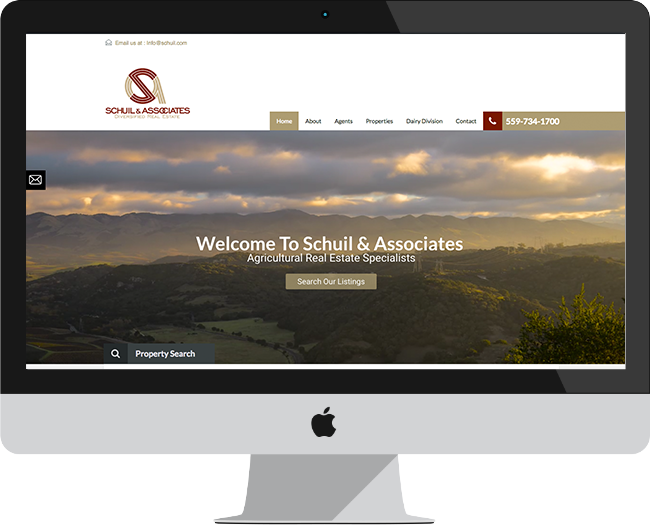 Email us at : Info@schuil.com
SCHUIL & ASSOCIATES
DIVERSIFIED REAL ESTATE
Home About Agents Properties Dairy Division Contact 559-734-1700
Welcome To Schuil & Associates
Agricultural Real Estate Specialists
Search Our Listings
Property Search